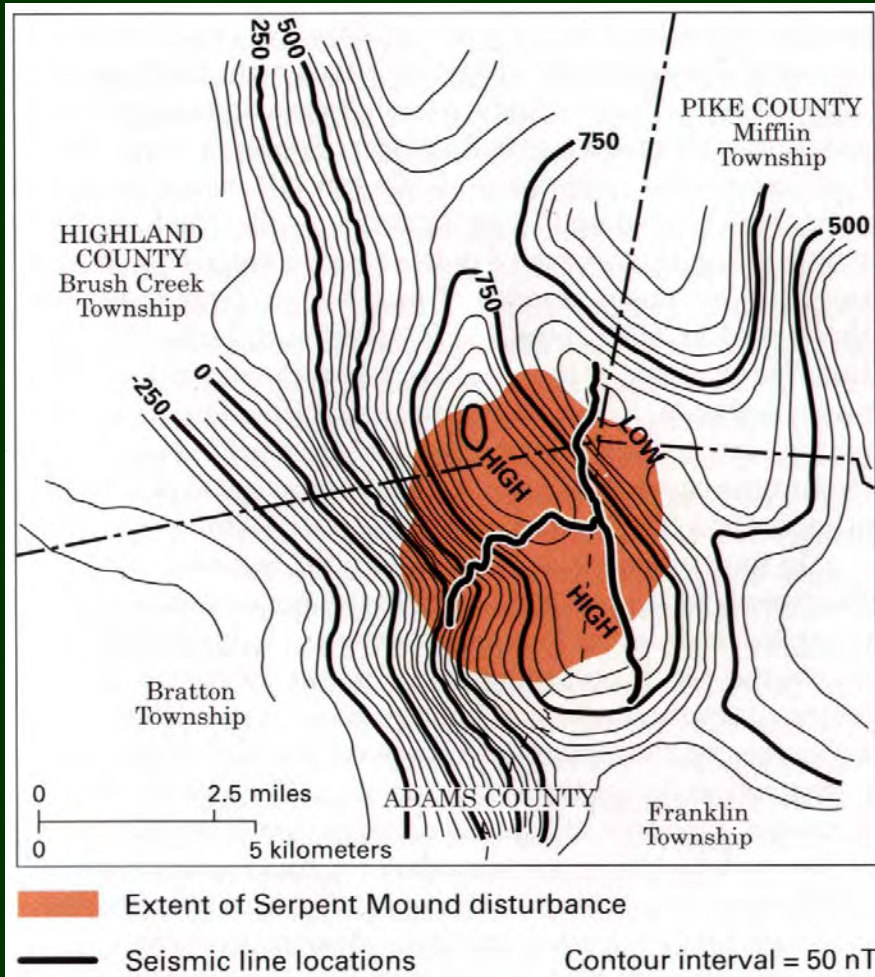 250
500
PIKE COUNTY
Mifflin
Township
750
500
HIGHLAND
COUNTY
Brush Creek
Township
750
0
-250
LOW
HIGH
HIGH
Bratton
Township
0 2.5 miles
0 5 kilometers
ADAMS COUNTY
Franklin
Township
Extent of Serpent Mound disturbance
Seismic line locations
Contour interval = 50 nT